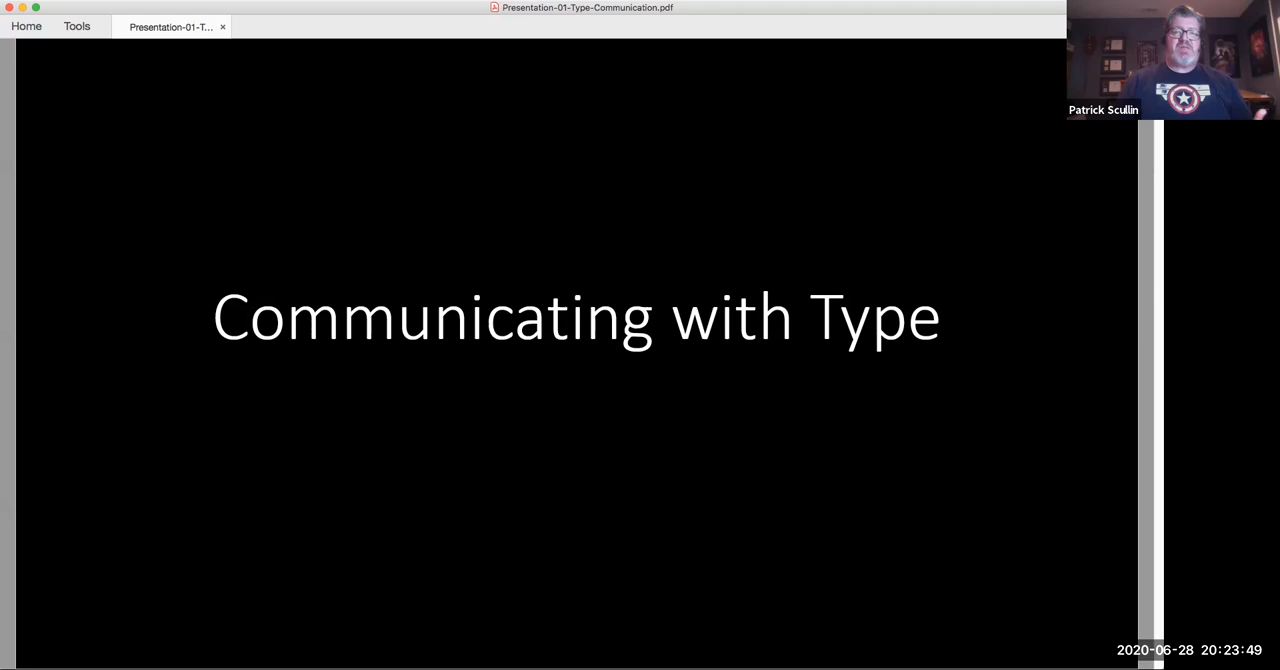 Presentation-01-Type-Communication.pdf
Home Tools Presentation-01-T... ×
Patrick Scullin
Communicating with Type
2020-06-28 20:23:49